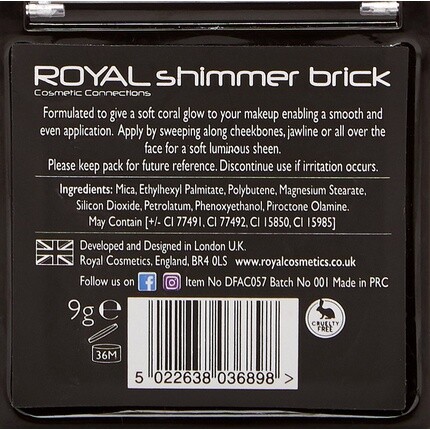 ROYAL shimmer brick
Cosmetic Connections
Formulated to give a soft coral glow to your makeup enabling a smooth and
even application. Apply by sweeping along cheekbones, jawline or all over the
face for a soft luminous sheen.
Please keep pack for future reference. Discontinue use if irritation occurs.
Ingredients: Mica, Ethylhexyl Palmitate, Polybutene, Magnesium Stearate,
Silicon Dioxide, Petrolatum, Phenoxyethanol, Piroctone Olamine.
May Contain [+/- CI 77491, CI 77492, CI 15850, CI 15985]
Developed and Designed in London U.K.
Royal Cosmetics, England, BR4 0LS www.royalcosmetics.co.uk
Follow us on Item No DFAC057 Batch No 001 Made in PRC
9g e
36M
CRUELTY
FREE
5 022638 036898 >